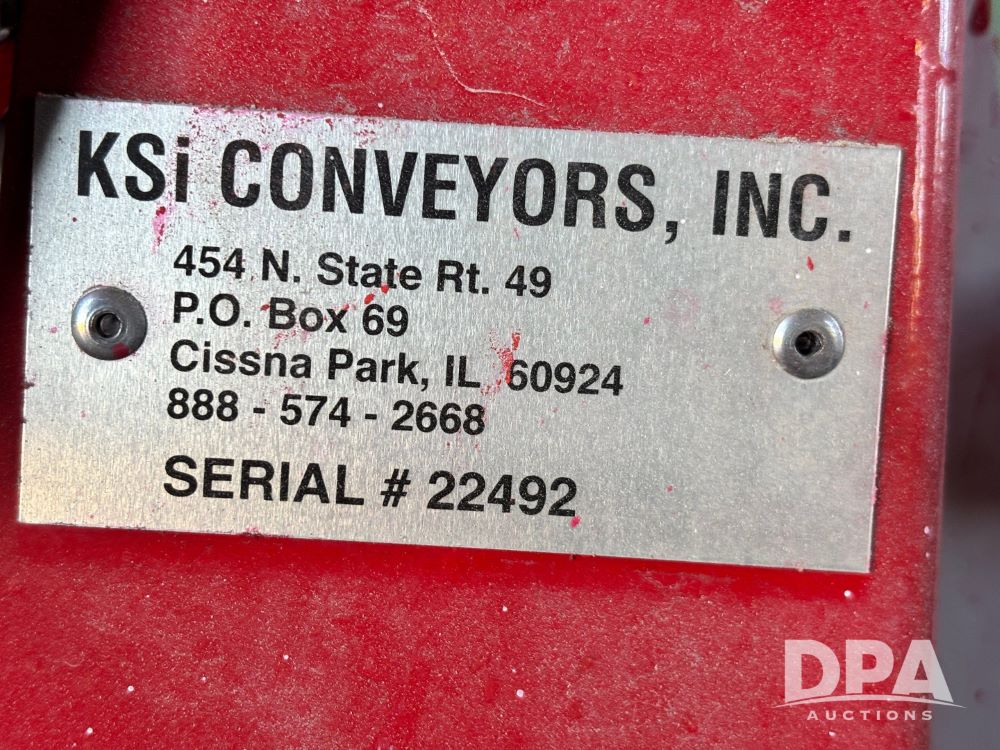 KSi CONVEYORS, INC.
454 N. State Rt. 49
P.O. Box 69
Cissna Park, IL 60924
888 - 574 - 2668
SERIAL # 22492
DPA
AUCTIONS